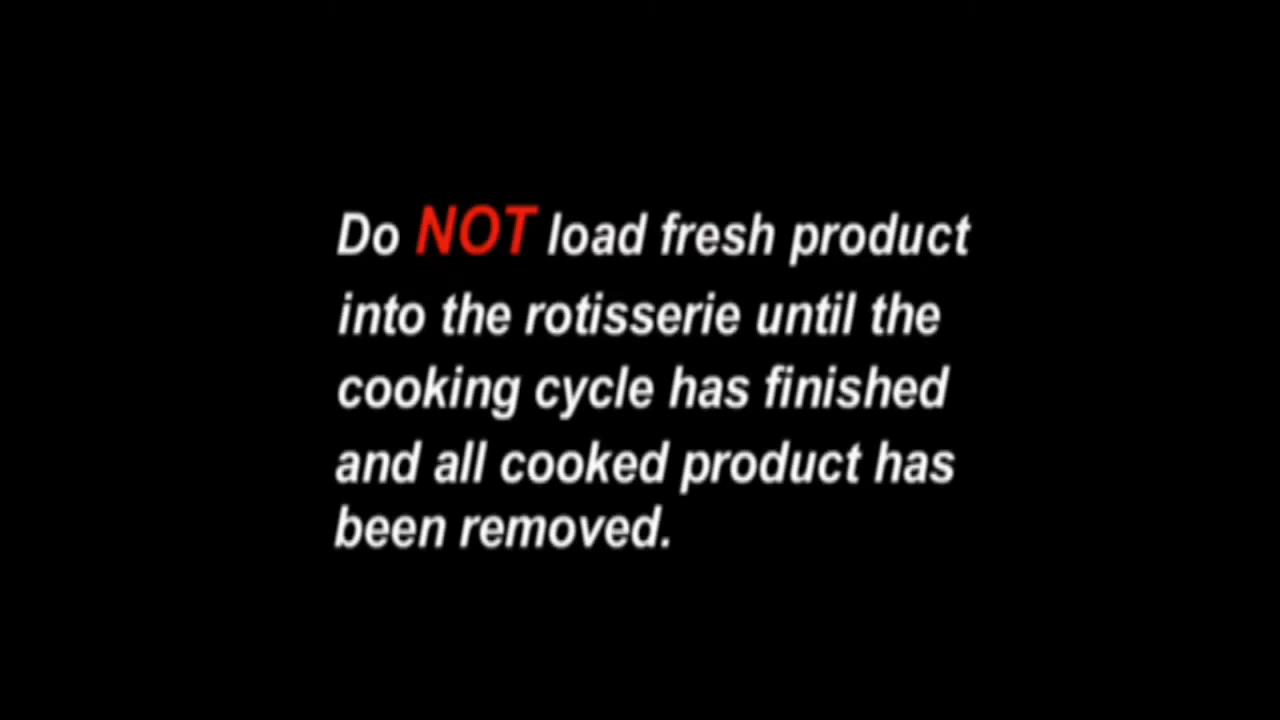 Do NOT load fresh product
into the rotisserie until the
cooking cycle has finished
and all cooked product has
been removed.